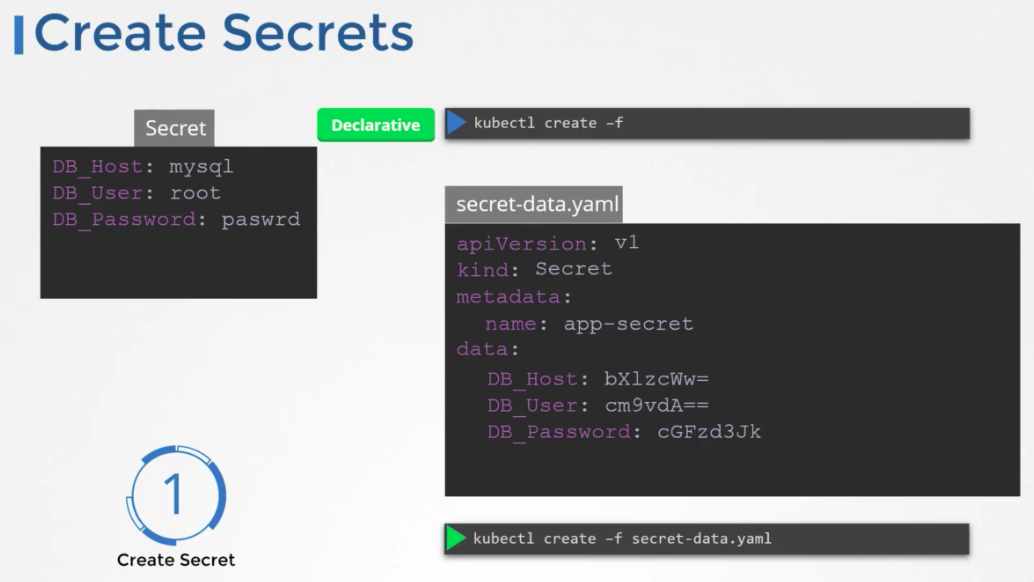 Create Secrets
Secret
DB_Host: mysql
DB_User: root
DB_Password: paswrd
Declarative
kubectl create –f
secret-data.yaml
apiVersion: v1
kind: Secret
metadata:
name: app-secret
data:
DB_Host: bXlzcWw=
DB_User: cm9vdA==
DB_Password: cGFzd3Jk
1
Create Secret
kubectl create –f secret-data.yaml